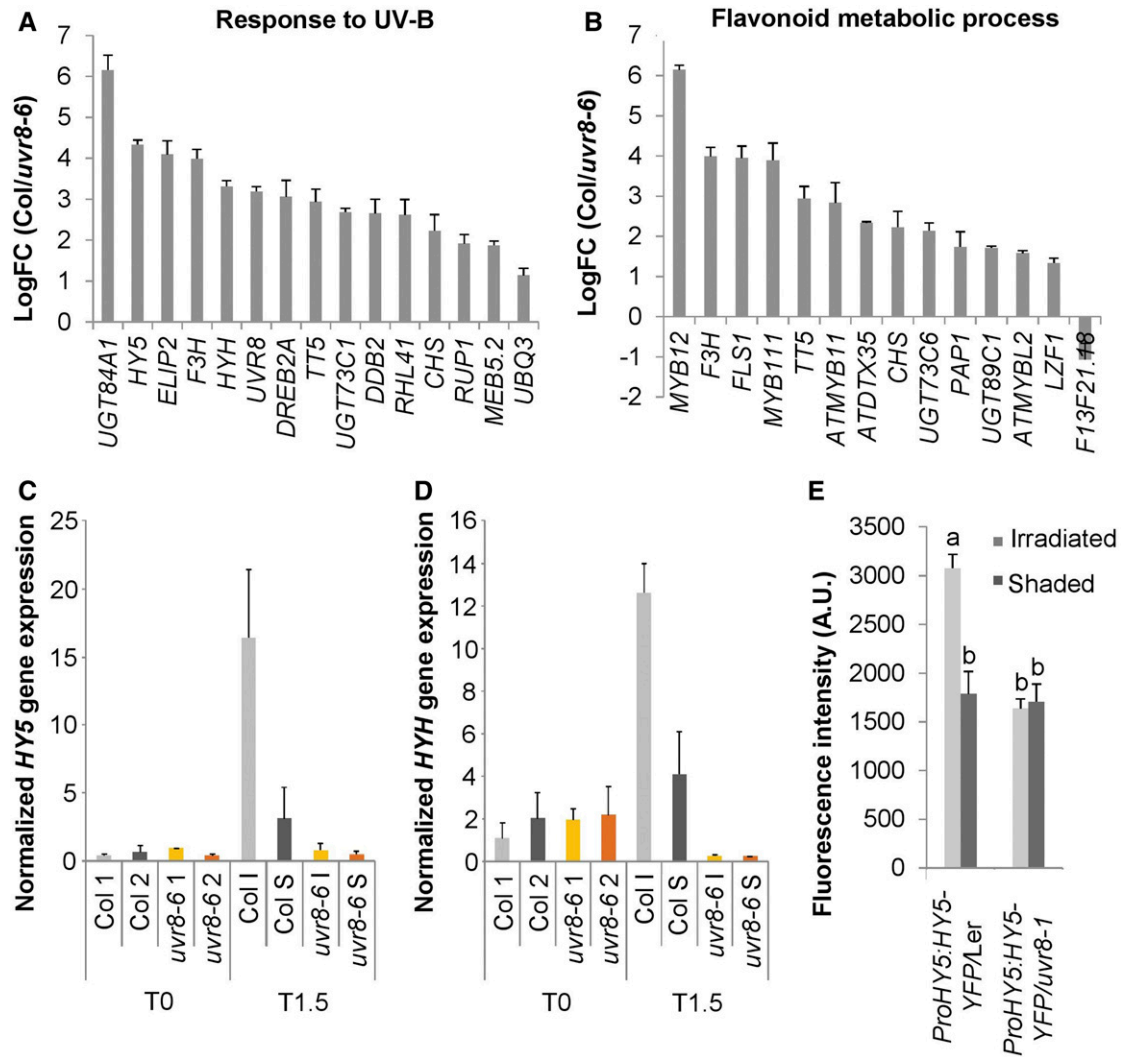 A
Response to UV-B
LogFC (Col/uvr8-6)
7
6
5
4
3
2
1
0
UGT84A1
HY5
ELIP2
F3H
HYH
UVR8
DREB2A
TT5
UGT73C1
DDB2
RHL41
CHS
RUP1
MEB5.2
UBQ3
B
Flavonoid metabolic process
LogFC (Col/uvr8-6)
7
6
5
4
3
2
1
0
-1
-2
MYB12
F3H
FLS1
MYB111
TT5
ATMYB11
ATDTX35
CHS
UGT73C6
PAP1
UGT89C1
ATMYBL2
LZF1
F13F21.18
C
Normalized HY5 gene expression
25
20
15
10
5
0
Col 1
Col 2
uvr8-6 1
uvr8-6 2
Col I
Col S
uvr8-6 I
uvr8-6 S
T0
T1.5
D
Normalized HYH gene expression
16
14
12
10
8
6
4
2
0
Col 1
Col 2
uvr8-6 1
uvr8-6 2
Col I
Col S
uvr8-6 I
uvr8-6 S
T0
T1.5
E
Fluorescence intensity (A.U.)
3500
3000
2500
2000
1500
1000
500
0
Irradiated
Shaded
a
b
b
b
ProHY5:HY5-
YFP/Ler
ProHY5:HY5-
YFP/uvr8-1